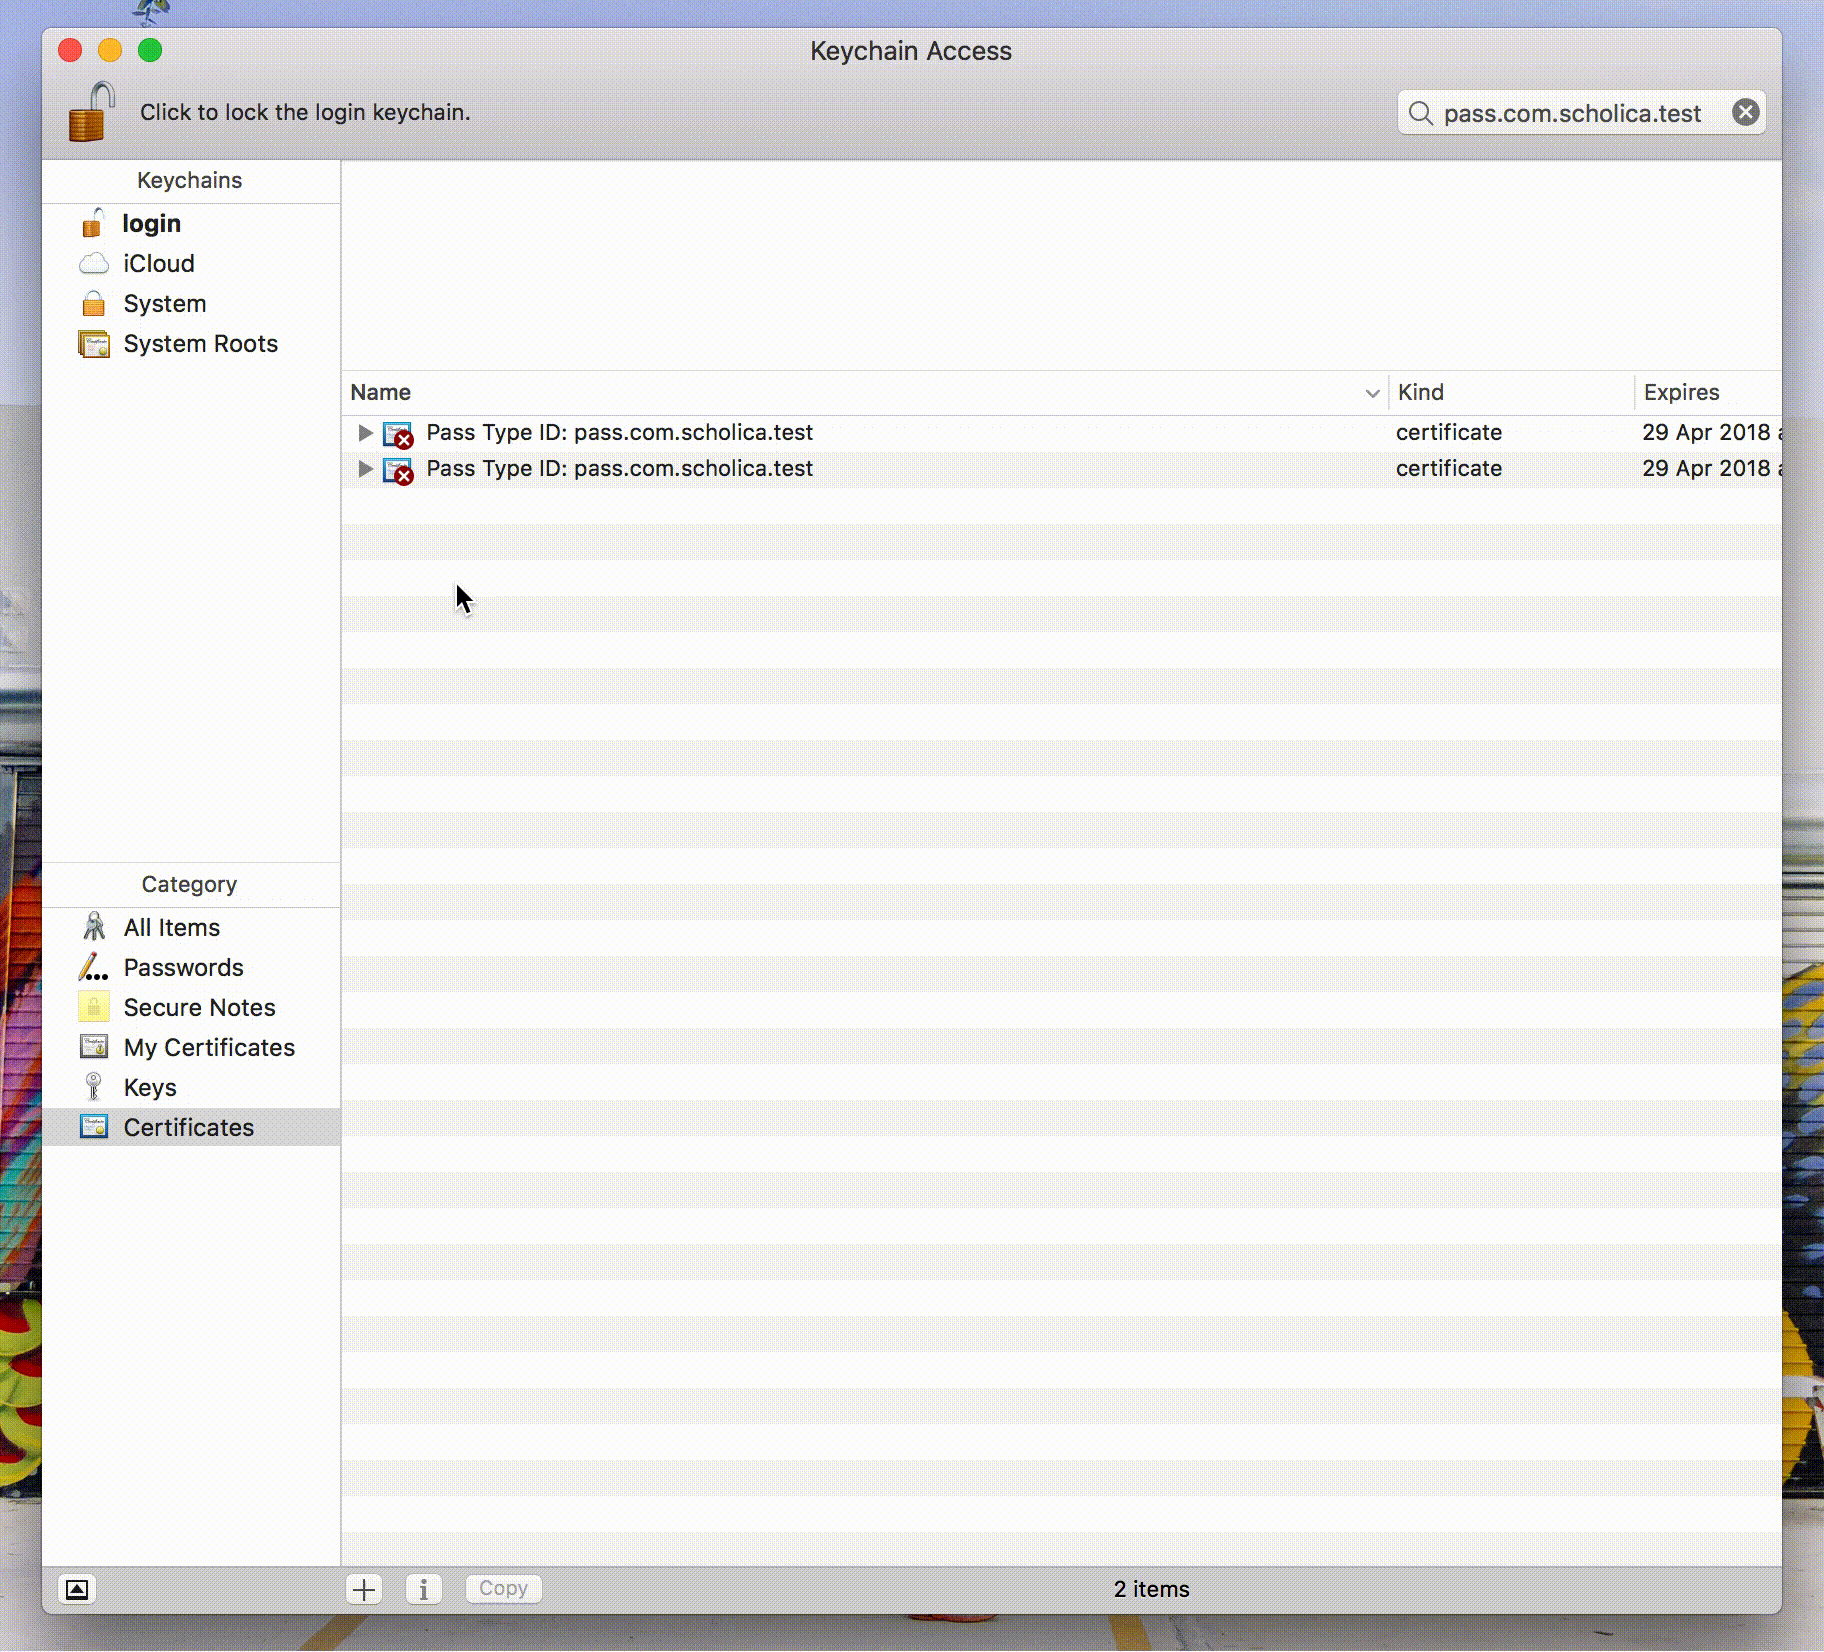 Keychain Access
Click to lock the login keychain.
pass.com.scholica.test
Keychains
login
iCloud
System
System Roots
Name Kind Expires
Pass Type ID: pass.com.scholica.test certificate 29 Apr 2018
Pass Type ID: pass.com.scholica.test certificate 29 Apr 2018
Category
All Items
Passwords
Secure Notes
My Certificates
Keys
Certificates
Copy
2 items